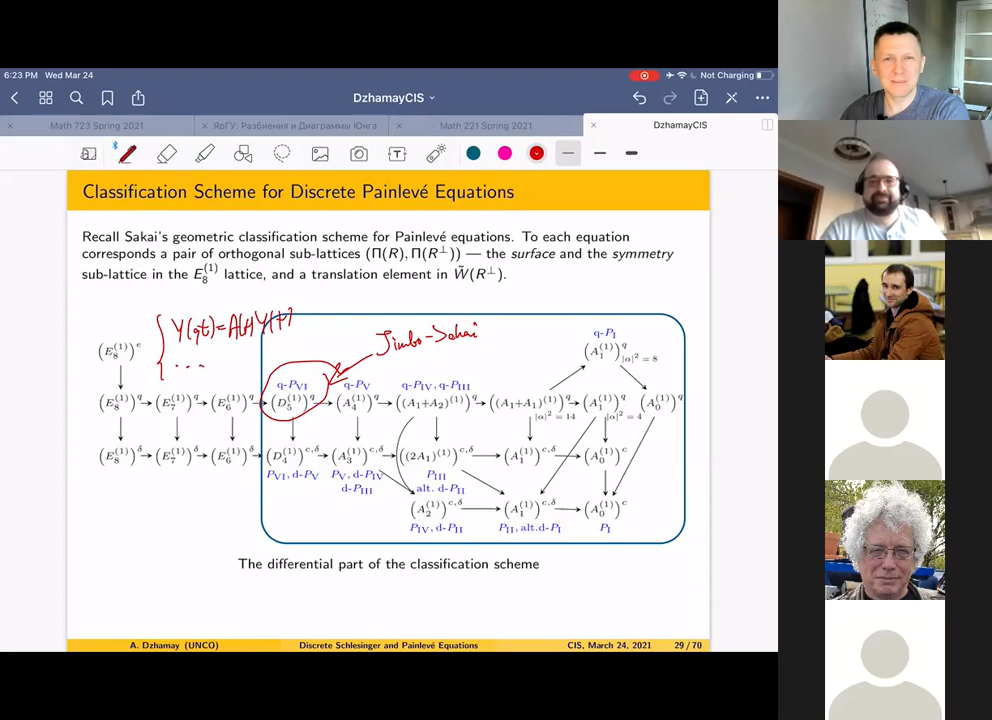 6:23 PM Wed Mar 24
Not Charging
DzhamayCIS
Math 723 Spring 2021
ЯрГУ: Разбиения и Диаграммы Юнга
Math 221 Spring 2021
DzhamayCIS
Classification Scheme for Discrete Painlevé Equations
Recall Sakai's geometric classification scheme for Painlevé equations. To each equation
corresponds a pair of orthogonal sub-lattices (Π(R), Π(R^⊥)) — the surface and the symmetry
sub-lattice in the E_8^(1) lattice, and a translation element in W̃(R^⊥).
Y(qt)=A(t)Y(t)
...
Jimbo-Sakai
q-P_I
(E_8^(1))^e
(A_1^(1))^q |α|²=8
q-P_VI q-P_V q-P_IV, q-P_III
(E_8^(1))^q → (E_7^(1))^q → (E_6^(1))^q → (D_5^(1))^q → (A_4^(1))^q → ((A_1+A_2)^(1))^q → ((A_1+A_1)^(1))^q |α|²=14 → (A_1^(1))^q |α|²=4 (A_0^(1))^q
(E_8^(1))^δ → (E_7^(1))^δ → (E_6^(1))^δ → (D_4^(1))^c,δ → (A_3^(1))^c,δ → ((2A_1)^(1))^c,δ → (A_1^(1))^c,δ → (A_0^(1))^c
P_VI, d-P_V P_V, d-P_IV P_III
d-P_III alt. d-P_II
(A_2^(1))^c,δ → (A_1^(1))^c,δ → (A_0^(1))^c
P_IV, d-P_II P_II, alt.d-P_I P_I
The differential part of the classification scheme
A. Dzhamay (UNCO)
Discrete Schlesinger and Painlevé Equations
CIS, March 24, 2021
29 / 70